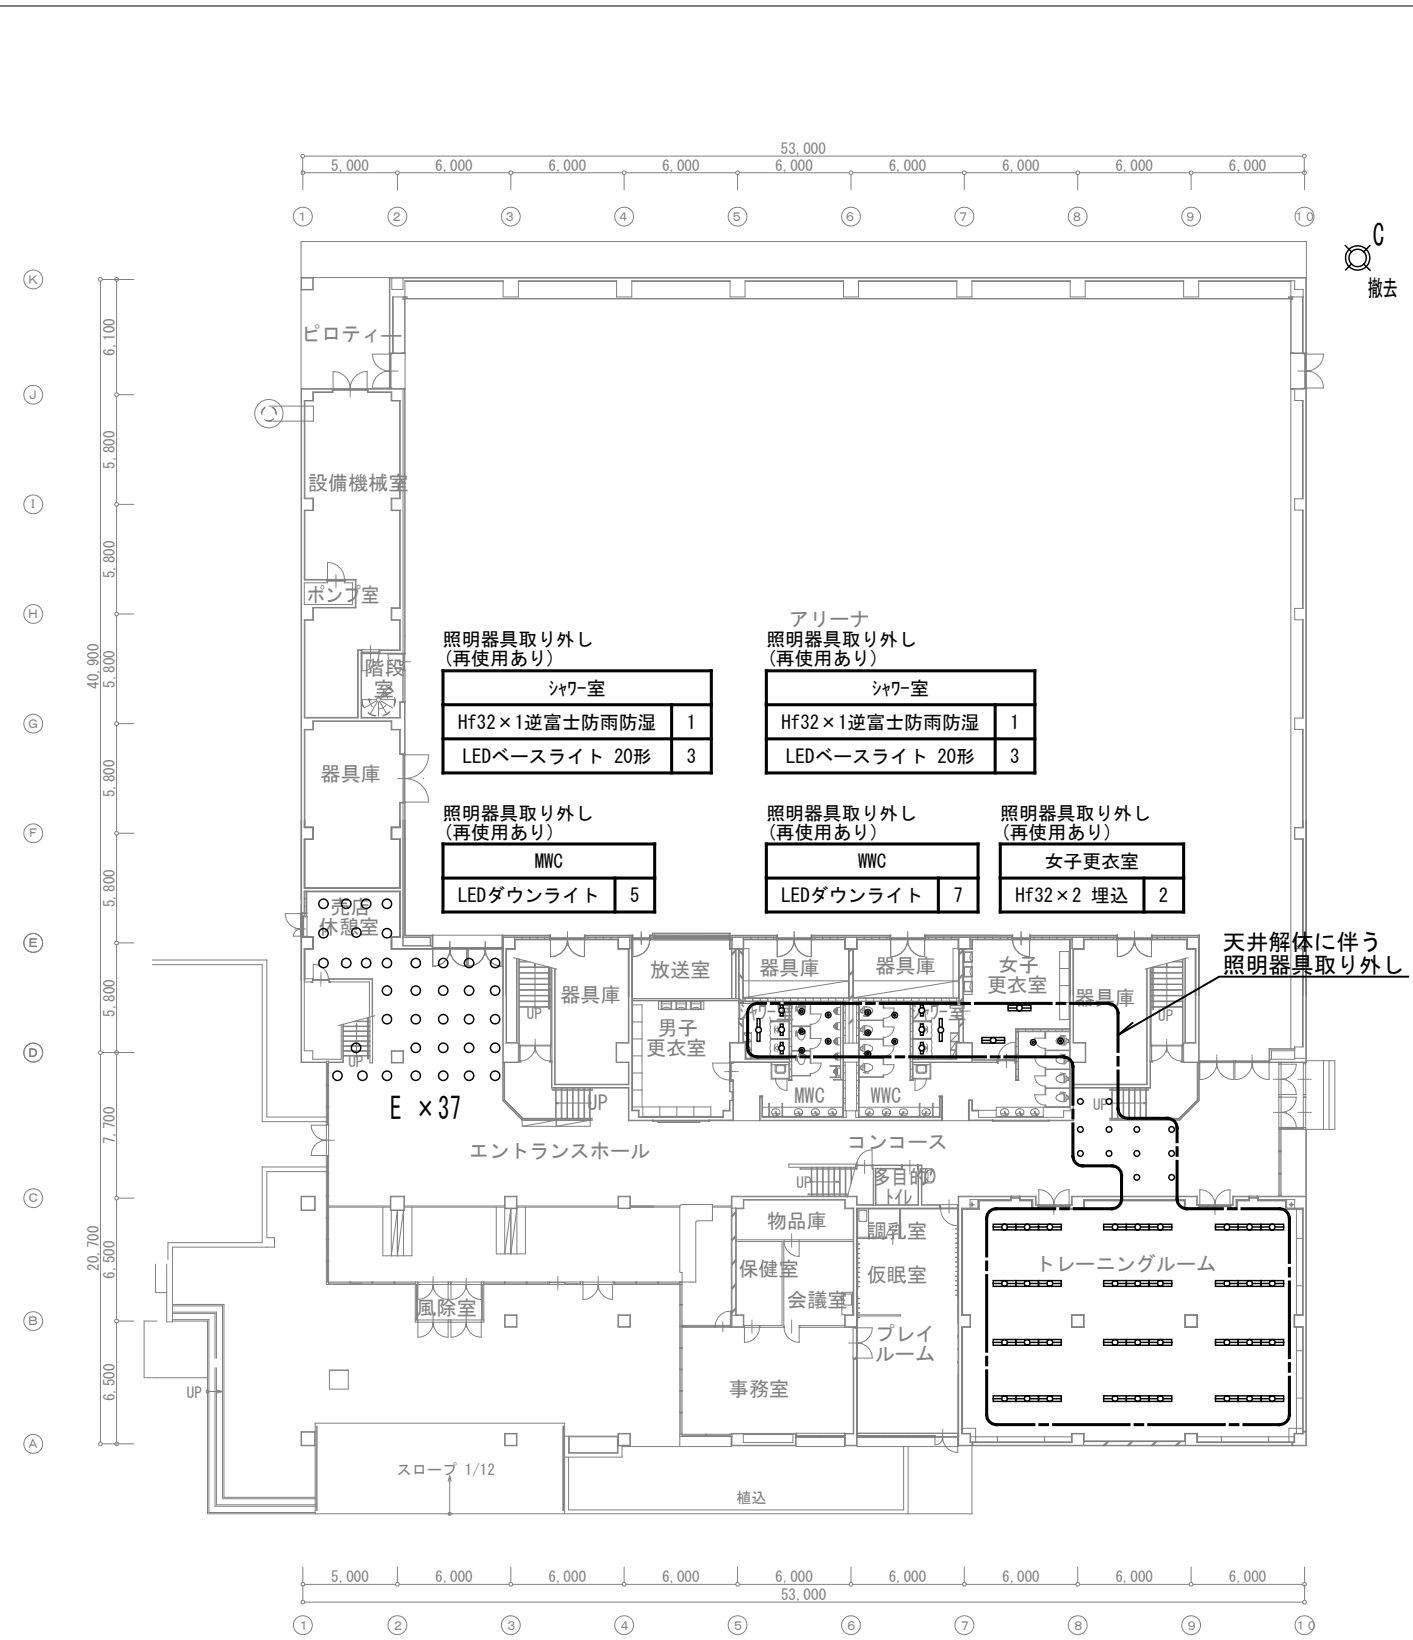 53,000
5,000 6,000 6,000 6,000 6,000 6,000 6,000 6,000 6,000
① ② ③ ④ ⑤ ⑥ ⑦ ⑧ ⑨ ⑩
C
撤去
Ⓚ
6,100
ピロティー
Ⓙ
5,800
設備機械室
Ⓘ
5,800
ポンプ室
Ⓗ
アリーナ
40,900
5,800
階段
室
Ⓖ
5,800
器具庫
Ⓕ
5,800
照明器具取り外し
(再使用あり)
シャワー室
Hf32×1逆富士防雨防湿 1
LEDベースライト 20形 3
照明器具取り外し
(再使用あり)
シャワー室
Hf32×1逆富士防雨防湿 1
LEDベースライト 20形 3
照明器具取り外し
(再使用あり)
MWC
LEDダウンライト 5
照明器具取り外し
(再使用あり)
WWC
LEDダウンライト 7
照明器具取り外し
(再使用あり)
女子更衣室
Hf32×2 埋込 2
売店
休憩室
Ⓔ
天井解体に伴う
照明器具取り外し
5,800
放送室
器具庫
器具庫
女子
更衣室
器具庫
器具庫
UP
男子
更衣室
シャワー室
シャワー室
UP
Ⓓ
UP
MWC
WWC
E ×37
UP
UP
7,700
エントランスホール
コンコース
UP
多目的
トイレ
Ⓒ
物品庫
調乳室
20,700
6,500
保健室
仮眠室
トレーニングルーム
会議室
風除室
Ⓑ
プレイ
ルーム
6,500
UP
事務室
Ⓐ
スロープ 1/12
植込
5,000 6,000 6,000 6,000 6,000 6,000 6,000 6,000 6,000
53,000
① ② ③ ④ ⑤ ⑥ ⑦ ⑧ ⑨ ⑩